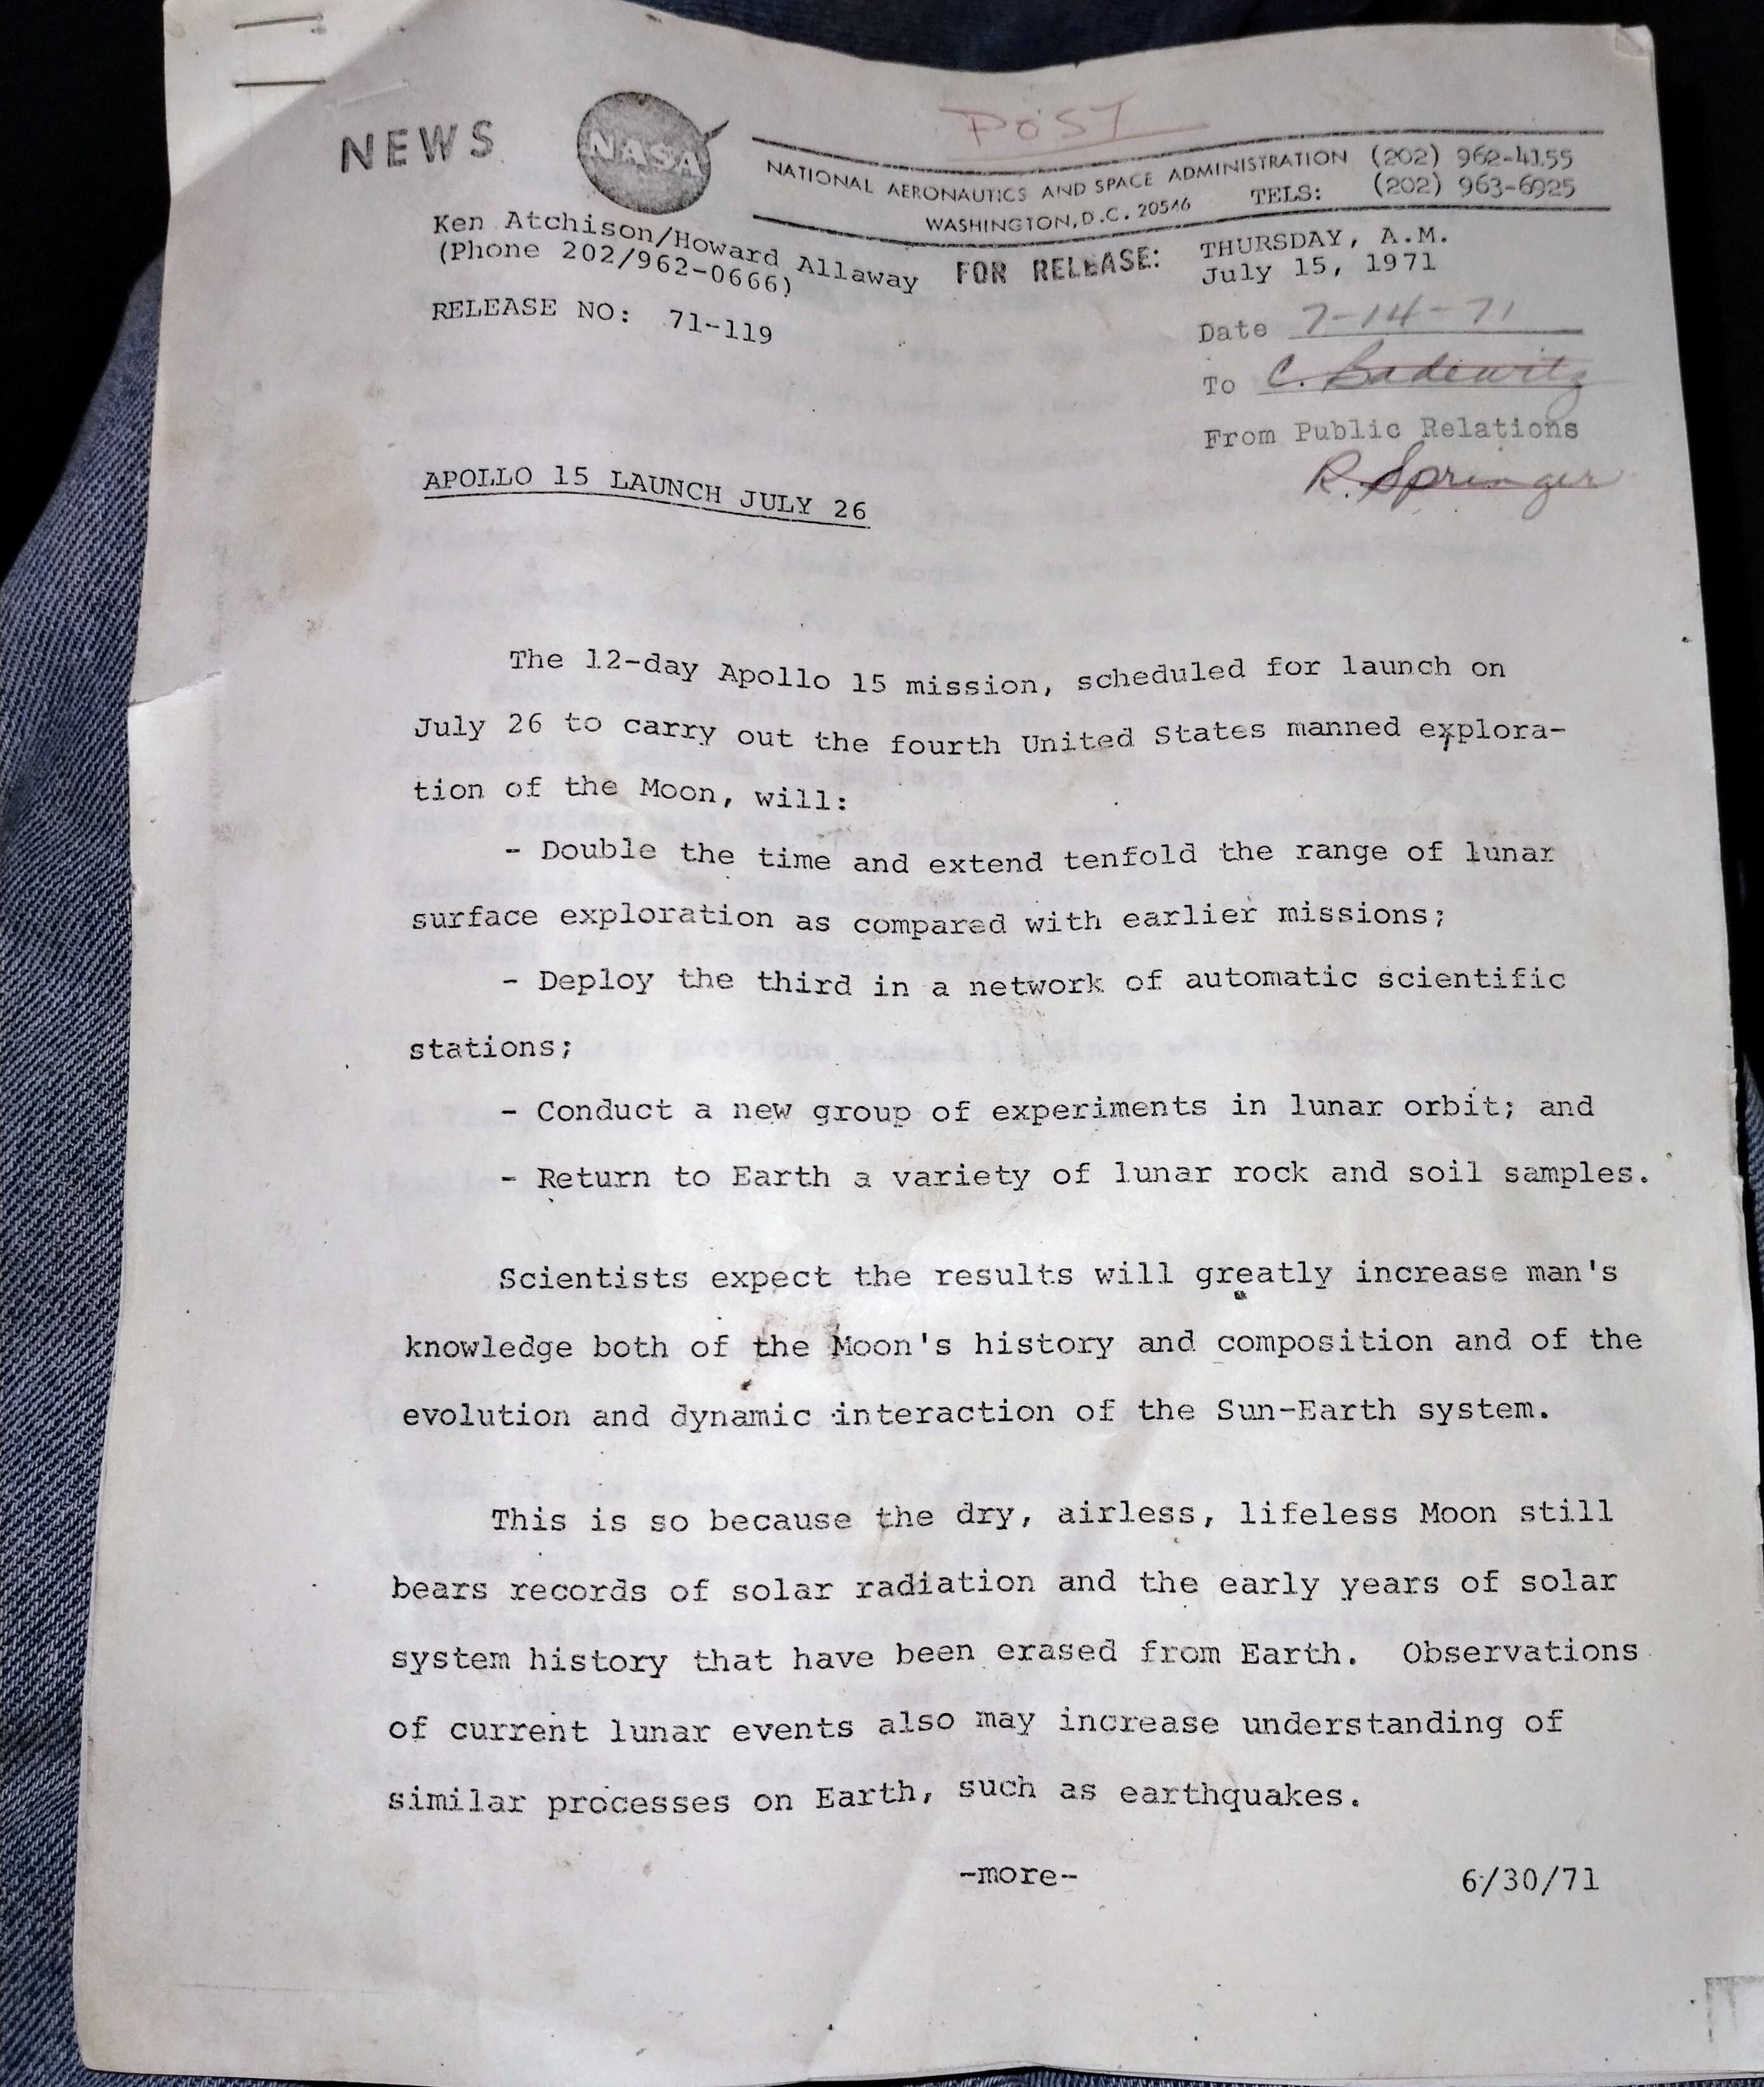 POST
NEWS
NASA
NATIONAL AERONAUTICS AND SPACE ADMINISTRATION (202) 962-4155
WASHINGTON, D.C. 20546 TELS: (202) 963-6925
Ken Atchison/Howard Allaway
(Phone 202/962-0666)
FOR RELEASE: THURSDAY, A.M.
July 15, 1971
RELEASE NO: 71-119
Date 7-14-71
To C. Badewitz
From Public Relations
R. Springer
APOLLO 15 LAUNCH JULY 26
The 12-day Apollo 15 mission, scheduled for launch on
July 26 to carry out the fourth United States manned explora-
tion of the Moon, will:
- Double the time and extend tenfold the range of lunar
surface exploration as compared with earlier missions;
- Deploy the third in a network of automatic scientific
stations;
- Conduct a new group of experiments in lunar orbit; and
- Return to Earth a variety of lunar rock and soil samples.
Scientists expect the results will greatly increase man's
knowledge both of the Moon's history and composition and of the
evolution and dynamic interaction of the Sun-Earth system.
This is so because the dry, airless, lifeless Moon still
bears records of solar radiation and the early years of solar
system history that have been erased from Earth. Observations
of current lunar events also may increase understanding of
similar processes on Earth, such as earthquakes.
-more-
6/30/71